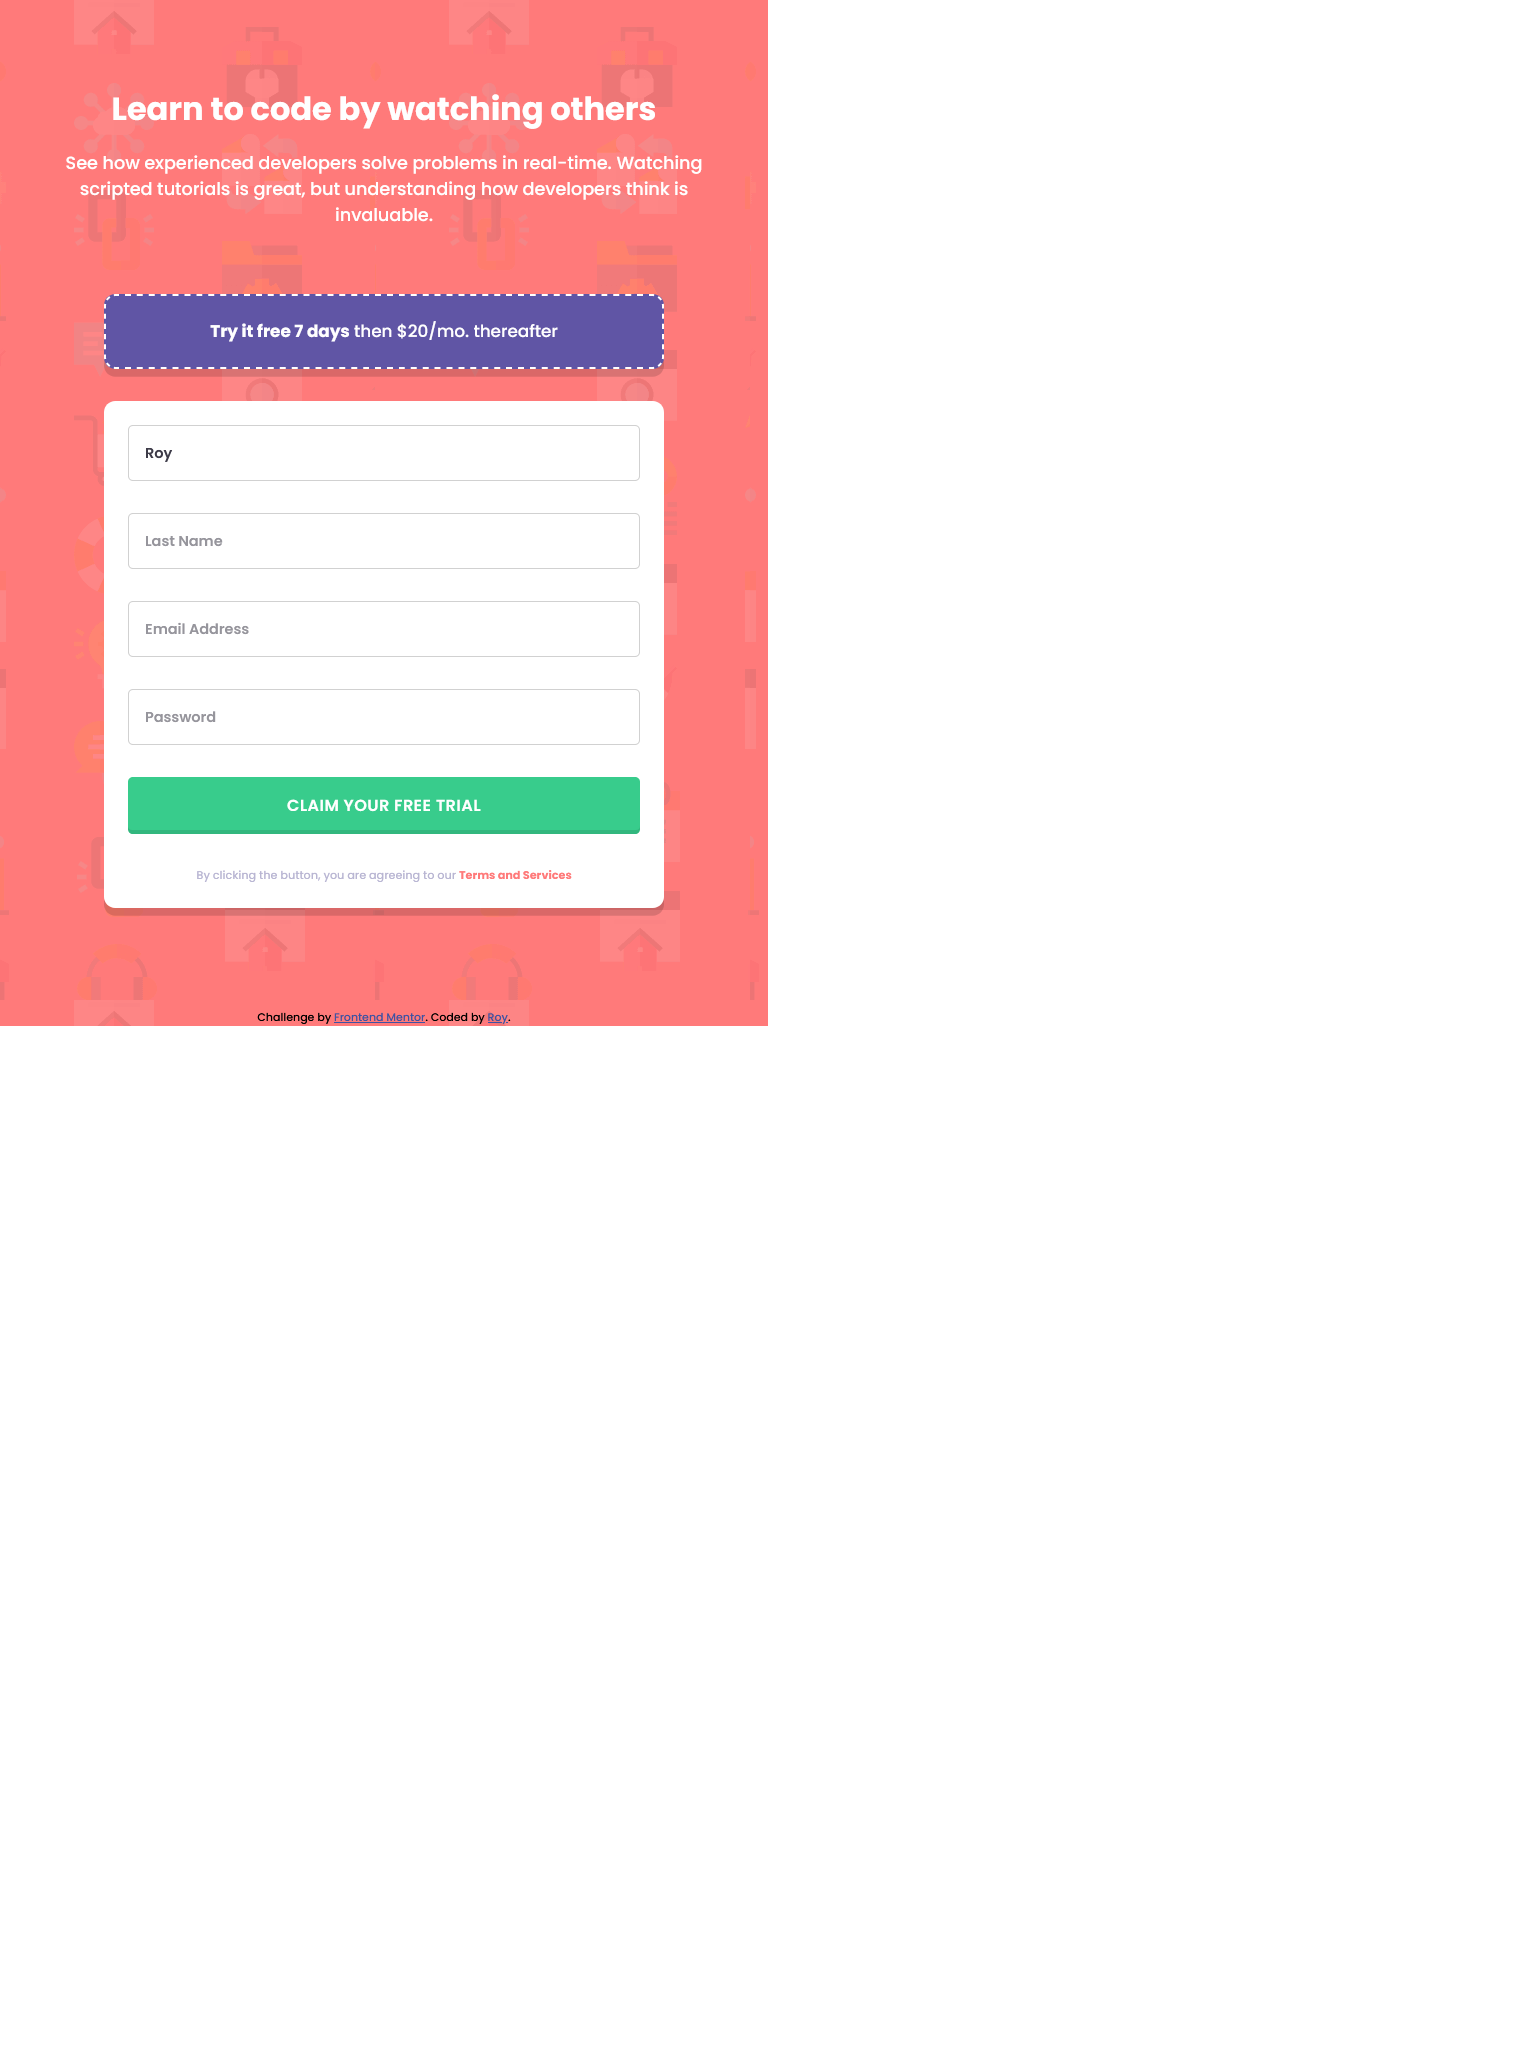 Learn to code by watching others
See how experienced developers solve problems in real-time. Watching
scripted tutorials is great, but understanding how developers think is
invaluable.
Try it free 7 days then $20/mo. thereafter
Roy
Last Name
Email Address
Password
CLAIM YOUR FREE TRIAL
By clicking the button, you are agreeing to our Terms and Services
Challenge by Frontend Mentor. Coded by Roy.